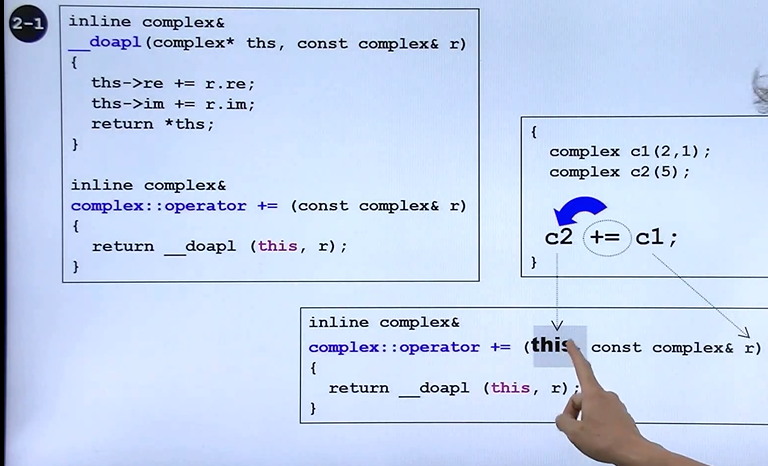 2-1
inline complex&
__doapl(complex* ths, const complex& r)
{
ths->re += r.re;
ths->im += r.im;
return *ths;
}
inline complex&
complex::operator += (const complex& r)
{
return __doapl (this, r);
}
{
complex c1(2,1);
complex c2(5);
c2 += c1;
}
inline complex&
complex::operator += (this, const complex& r)
{
return __doapl (this, r);
}